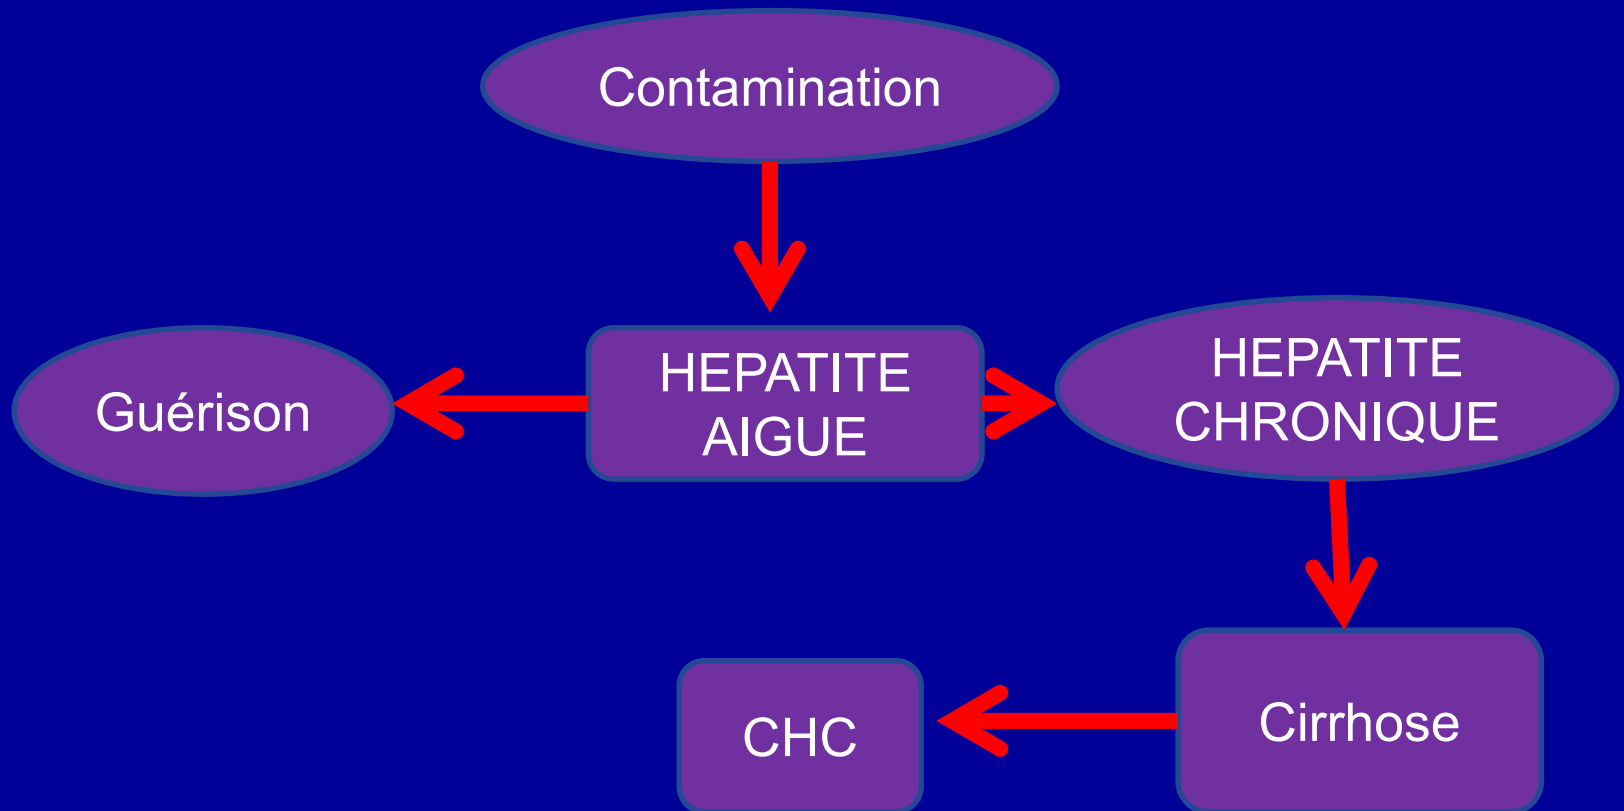 Contamination
Guérison
HEPATITE
AIGUE
HEPATITE
CHRONIQUE
CHC
Cirrhose